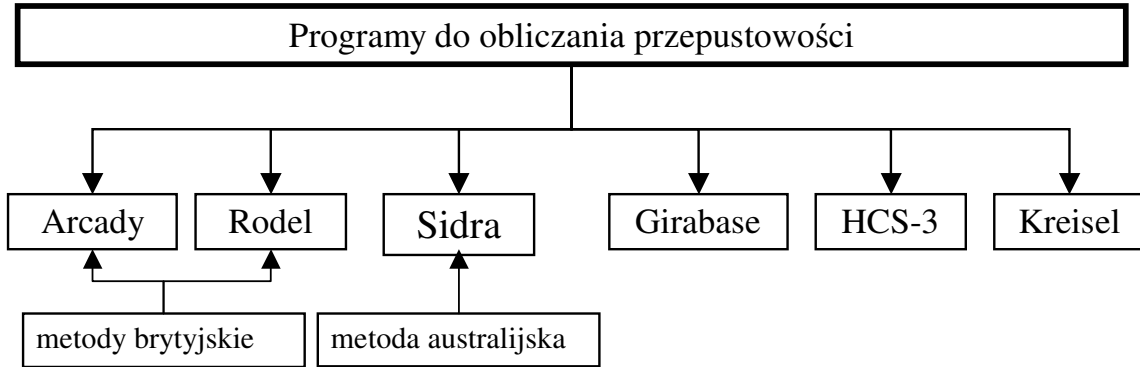 Programy do obliczania przepustowości
Arcady
Rodel
Sidra
Girabase
HCS-3
Kreisel
metody brytyjskie
metoda australijska